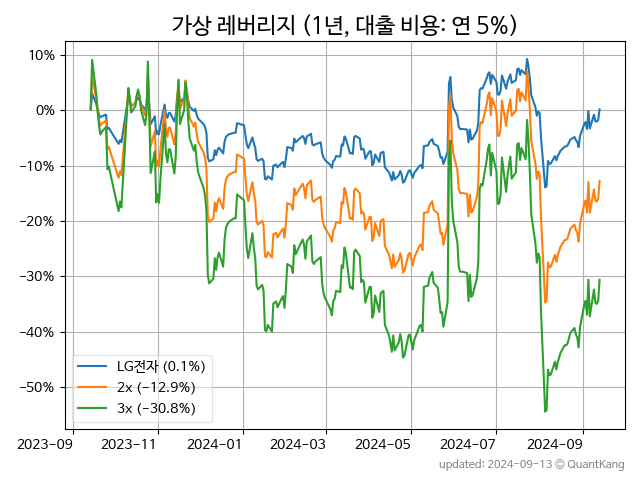 가상 레버리지 (1년, 대출 비용: 연 5%)
10%
0%
−10%
−20%
−30%
−40%
−50%
LG전자 (0.1%)
2x (−12.9%)
3x (−30.8%)
2023-09 2023-11 2024-01 2024-03 2024-05 2024-07 2024-09
updated: 2024-09-13 © QuantKang